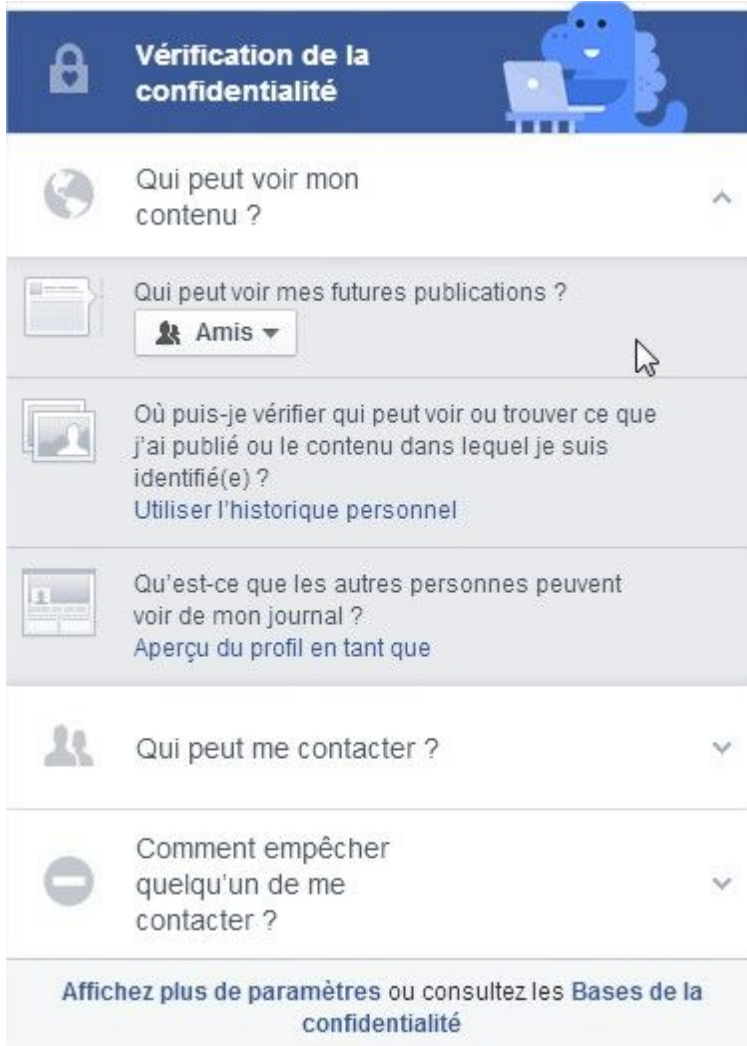 Vérification de la
confidentialité
Qui peut voir mon
contenu ?
Qui peut voir mes futures publications ?
Amis
Où puis-je vérifier qui peut voir ou trouver ce que
j'ai publié ou le contenu dans lequel je suis
identifié(e) ?
Utiliser l'historique personnel
Qu'est-ce que les autres personnes peuvent
voir de mon journal ?
Aperçu du profil en tant que
Qui peut me contacter ?
Comment empêcher
quelqu'un de me
contacter ?
Affichez plus de paramètres ou consultez les Bases de la
confidentialité